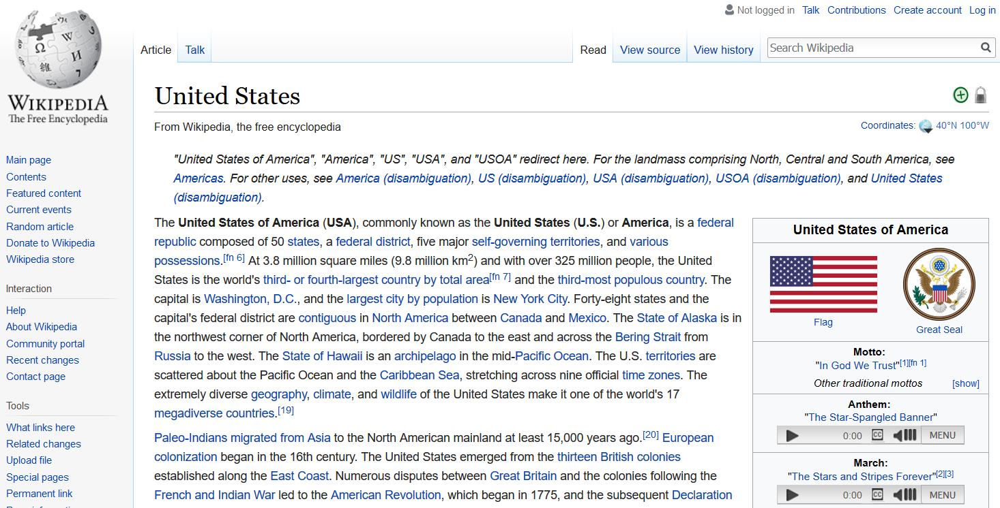 Not logged in Talk Contributions Create account Log in
Article Talk Read View source View history Search Wikipedia
WIKIPEDIA
The Free Encyclopedia
Main page
Contents
Featured content
Current events
Random article
Donate to Wikipedia
Wikipedia store
Interaction
Help
About Wikipedia
Community portal
Recent changes
Contact page
Tools
What links here
Related changes
Upload file
Special pages
Permanent link
United States
From Wikipedia, the free encyclopedia
Coordinates: 40°N 100°W
"United States of America", "America", "US", "USA", and "USOA" redirect here. For the landmass comprising North, Central and South America, see
Americas. For other uses, see America (disambiguation), US (disambiguation), USA (disambiguation), USOA (disambiguation), and United States
(disambiguation).
The United States of America (USA), commonly known as the United States (U.S.) or America, is a federal
republic composed of 50 states, a federal district, five major self-governing territories, and various
possessions.[fn 6] At 3.8 million square miles (9.8 million km2) and with over 325 million people, the United
States is the world's third- or fourth-largest country by total area[fn 7] and the third-most populous country. The
capital is Washington, D.C., and the largest city by population is New York City. Forty-eight states and the
capital's federal district are contiguous in North America between Canada and Mexico. The State of Alaska is in
the northwest corner of North America, bordered by Canada to the east and across the Bering Strait from
Russia to the west. The State of Hawaii is an archipelago in the mid-Pacific Ocean. The U.S. territories are
scattered about the Pacific Ocean and the Caribbean Sea, stretching across nine official time zones. The
extremely diverse geography, climate, and wildlife of the United States make it one of the world's 17
megadiverse countries.[19]
Paleo-Indians migrated from Asia to the North American mainland at least 15,000 years ago.[20] European
colonization began in the 16th century. The United States emerged from the thirteen British colonies
established along the East Coast. Numerous disputes between Great Britain and the colonies following the
French and Indian War led to the American Revolution, which began in 1775, and the subsequent Declaration
United States of America
Flag
Great Seal
Motto:
"In God We Trust"[1][fn 1]
Other traditional mottos [show]
Anthem:
"The Star-Spangled Banner"
0:00 CC MENU
March:
"The Stars and Stripes Forever"[2][3]
0:00 CC MENU